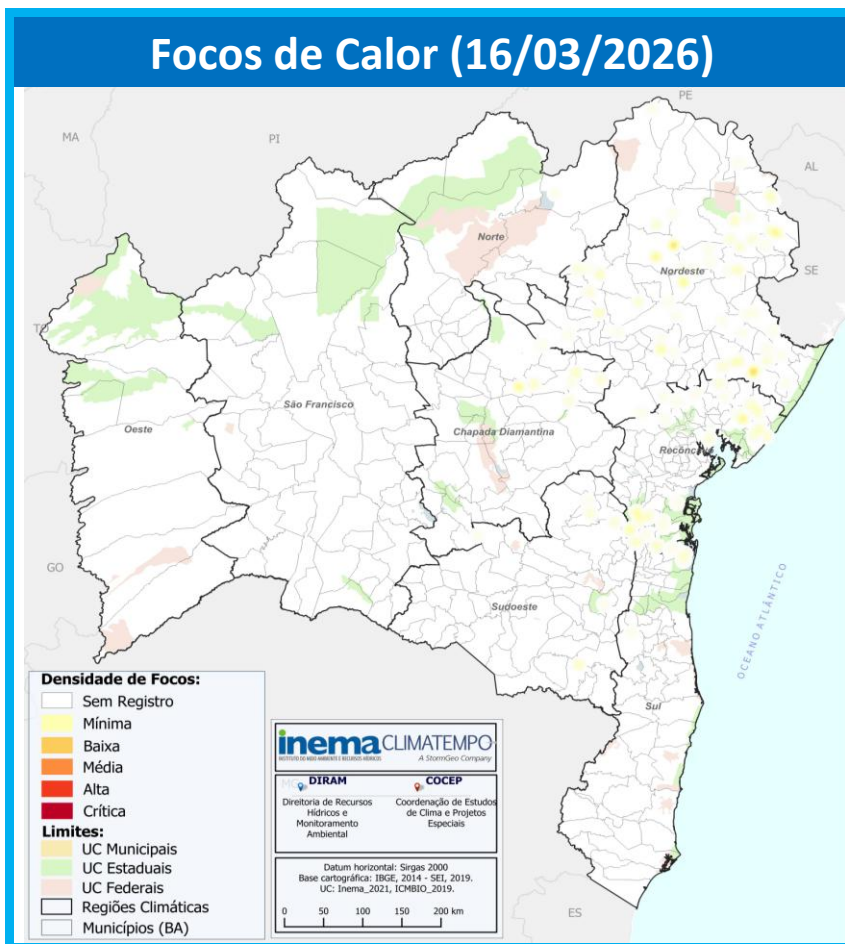 Focos de Calor (16/03/2026)
PE
MA
PI
AL
Norte
Nordeste
SE
TO
São Francisco
Oeste
Chapada Diamantina
GO
Sudoeste
OCEANO ATLÂNTICO
Sul
Densidade de Focos:
Sem Registro
Mínima
Baixa
Média
Alta
Crítica
Limites:
UC Municipais
UC Estaduais
UC Federais
Regiões Climáticas
Municípios (BA)
inema CLIMATEMPO
INSTITUTO DO MEIO AMBIENTE E RECURSOS HÍDRICOS
A StormGeo Company
MG
DIRAM
COCEP
Direitoria de Recursos
Hídricos e
Monitoramento
Ambiental
Coordenação de Estudos
de Clima e Projetos
Especiais
Datum horizontal: Sirgas 2000
Base cartográfica: IBGE, 2014 - SEI, 2019.
UC: Inema_2021, ICMBIO_2019.
0 50 100 150 200 km
ES